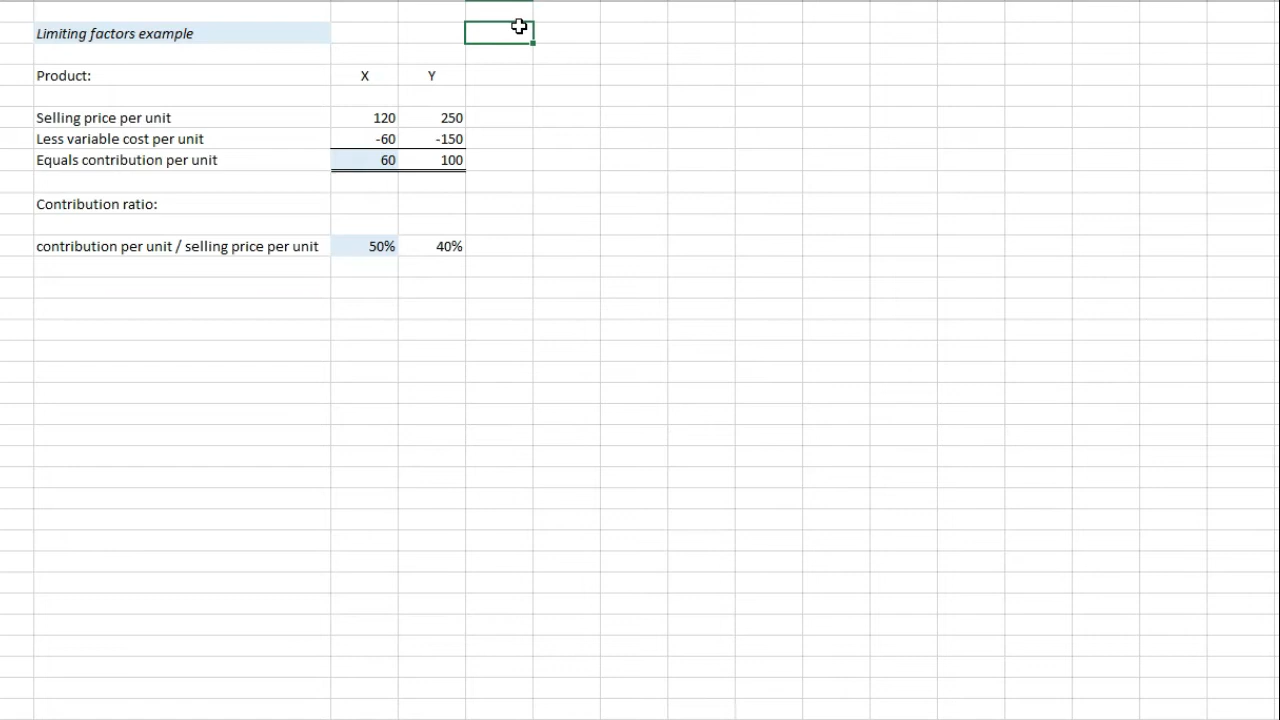 Limiting factors example
Product: X Y
Selling price per unit 120 250
Less variable cost per unit -60 -150
Equals contribution per unit 60 100
Contribution ratio:
contribution per unit / selling price per unit 50% 40%